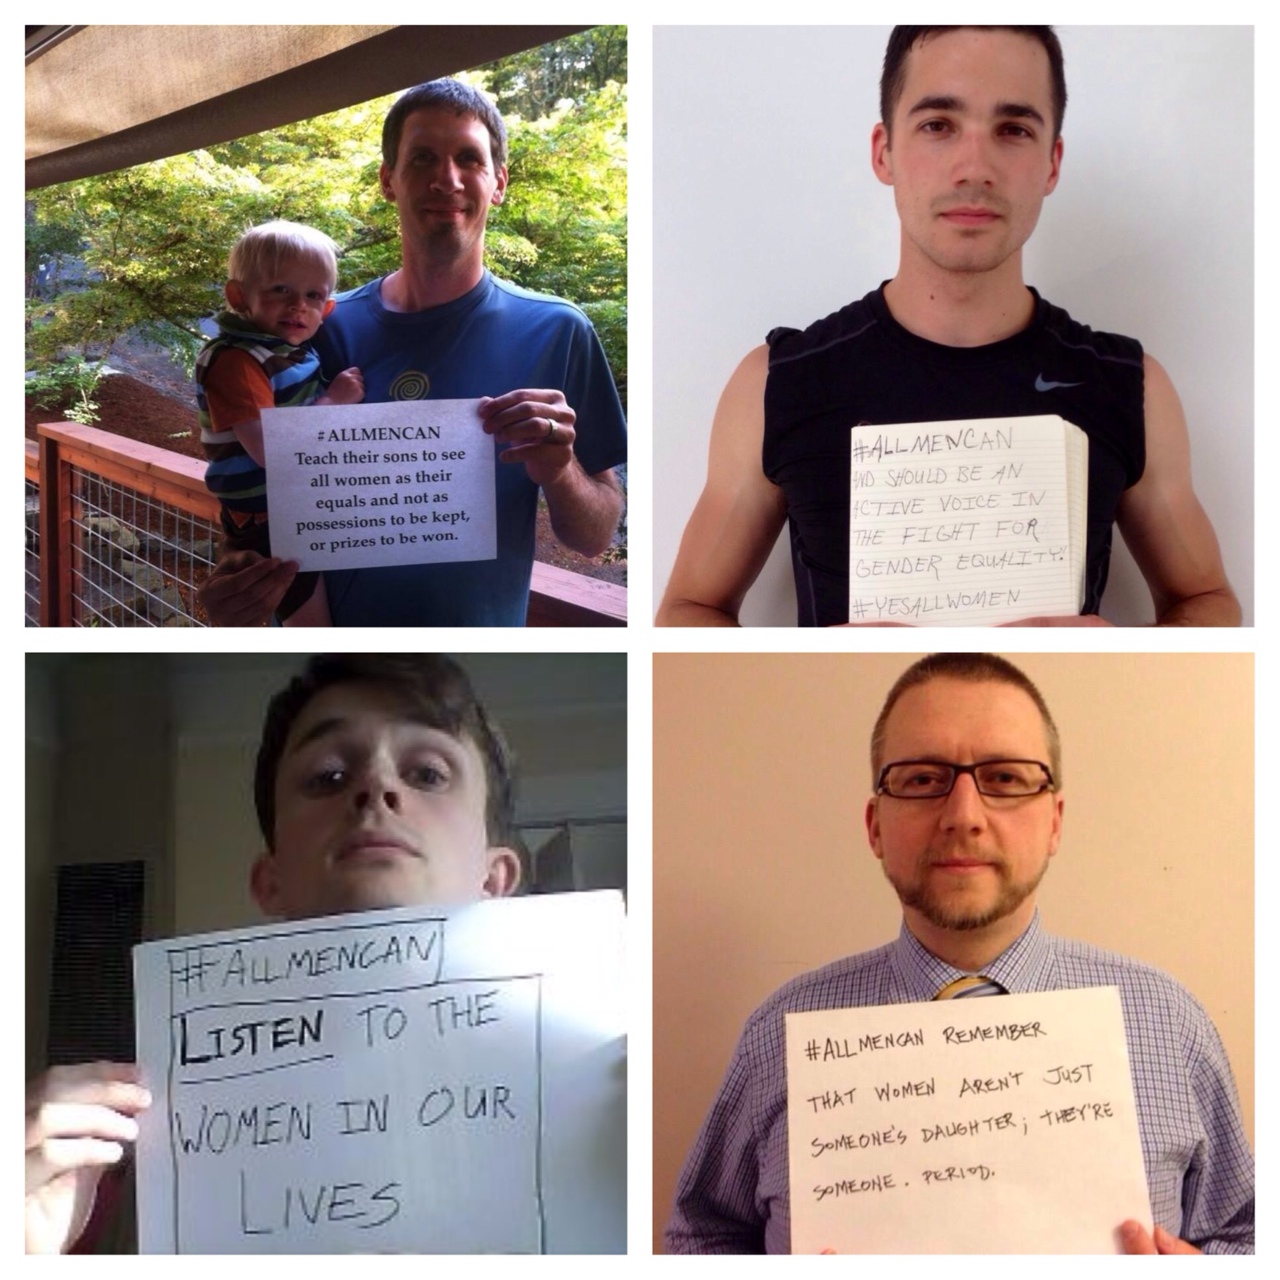 #ALLMENCAN
Teach their sons to see
all women as their
equals and not as
possessions to be kept,
or prizes to be won.
#ALLMENCAN
ND SHOULD BE AN
CTIVE VOICE IN
THE FIGHT FOR
GENDER EQUALITY!
#YESALLWOMEN
#ALLMENCAN
LISTEN TO THE
WOMEN IN OUR
LIVES
#ALLMENCAN REMEMBER
THAT WOMEN AREN'T JUST
SOMEONE'S DAUGHTER; THEY'RE
SOMEONE. PERIOD.